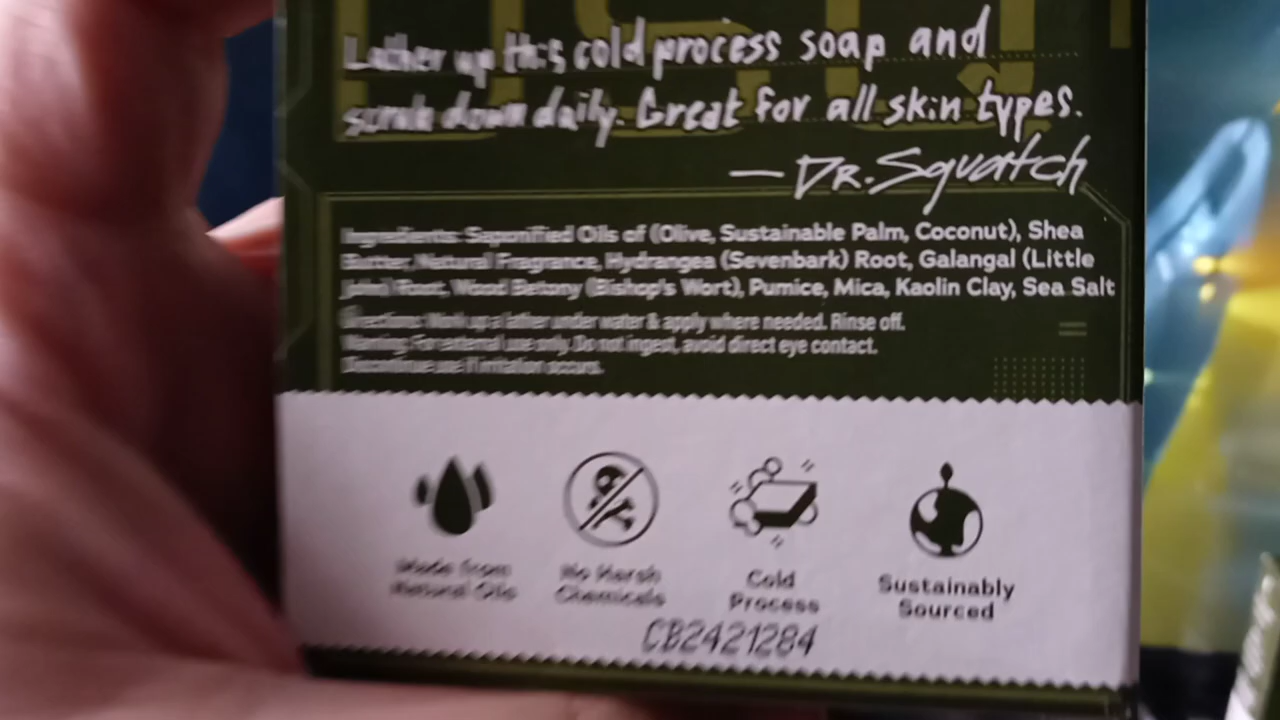 Lather up this cold process soap and
scrub down daily. Great for all skin types.
— DR. Squatch
Ingredients: Saponified Oils of (Olive, Sustainable Palm, Coconut), Shea
Butter, Natural Fragrance, Hydrangea (Sevenbark) Root, Galangal (Little
John) Root, Wood Betony (Bishop's Wort), Pumice, Mica, Kaolin Clay, Sea Salt
Directions: Work up a lather under water & apply where needed. Rinse off.
Warning: For external use only. Do not ingest, avoid direct eye contact.
Discontinue use if irritation occurs.
Made from
Natural Oils
No Harsh
Chemicals
Cold
Process
Sustainably
Sourced
CB2421284